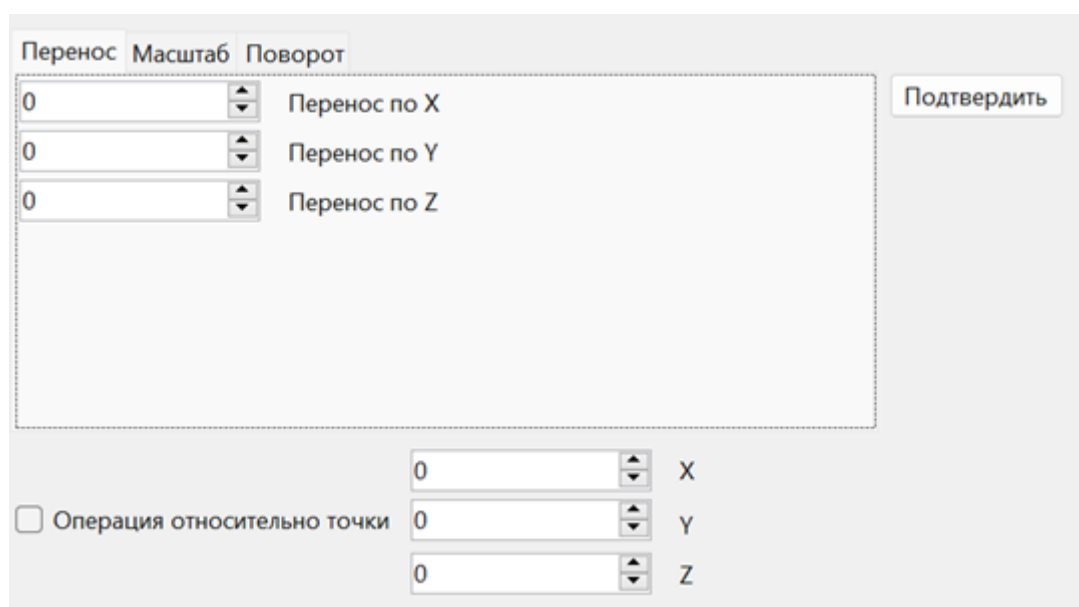 Перенос Масштаб Поворот
0 Перенос по X Подтвердить
0 Перенос по Y
0 Перенос по Z
0 X
Операция относительно точки 0 Y
0 Z